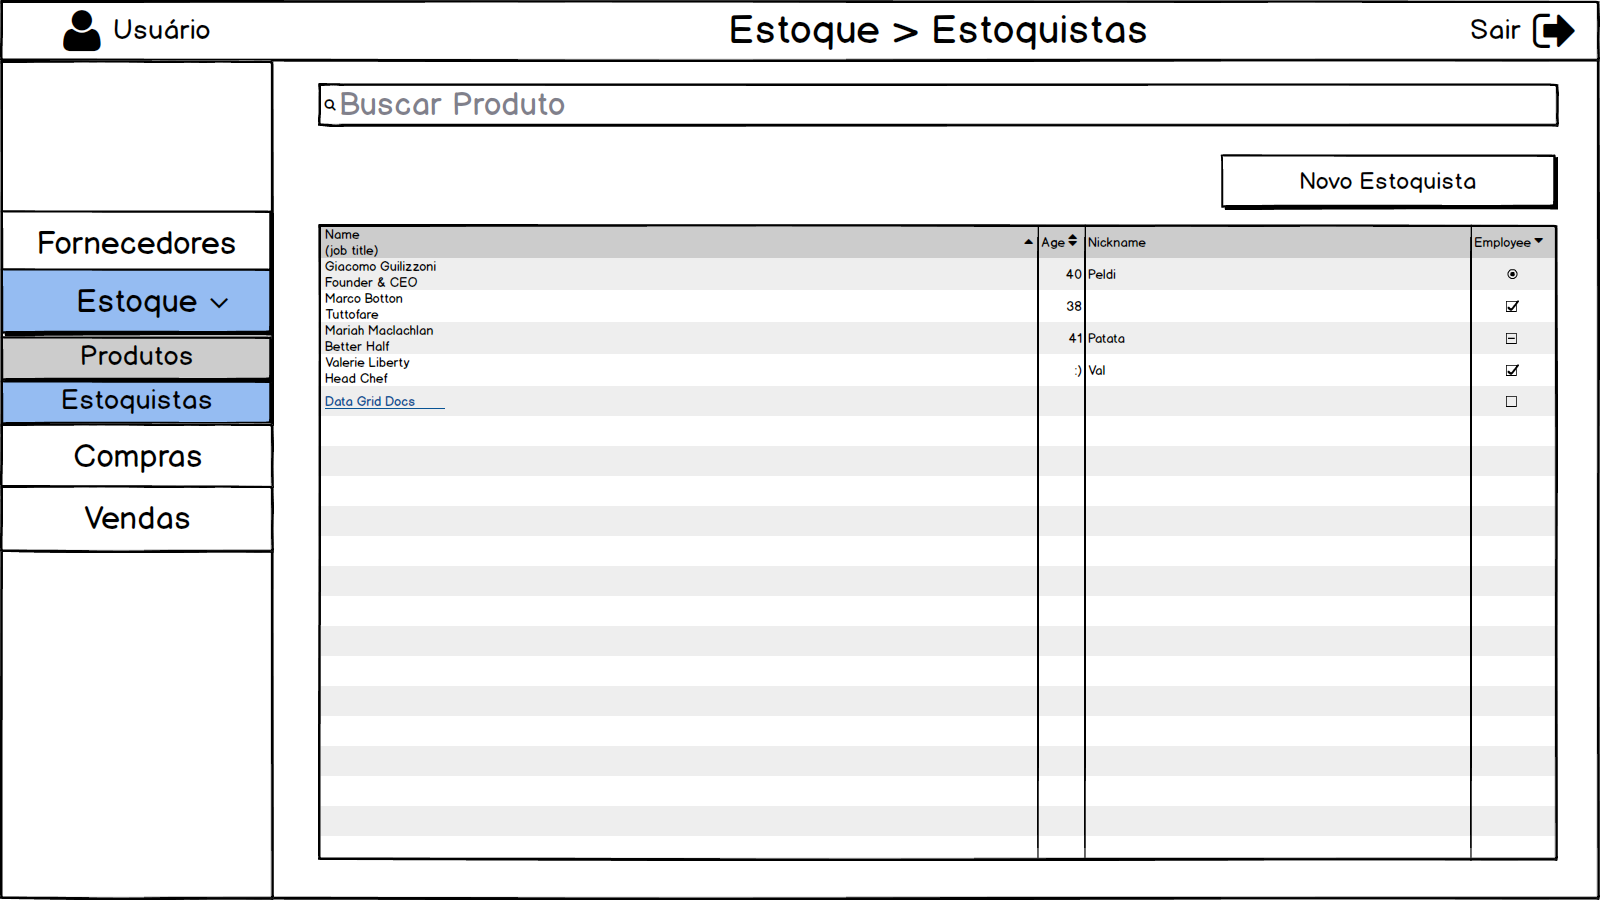 Usuário
Estoque > Estoquistas
Sair
Buscar Produto
Novo Estoquista
Fornecedores
Estoque
Produtos
Estoquistas
Compras
Vendas
Name
(job title)
Age
Nickname
Employee
Giacomo Guilizzoni
Founder & CEO
40
Peldi
Marco Botton
Tuttofare
38
Mariah Maclachlan
Better Half
41
Patata
Valerie Liberty
Head Chef
:)
Val
Data Grid Docs